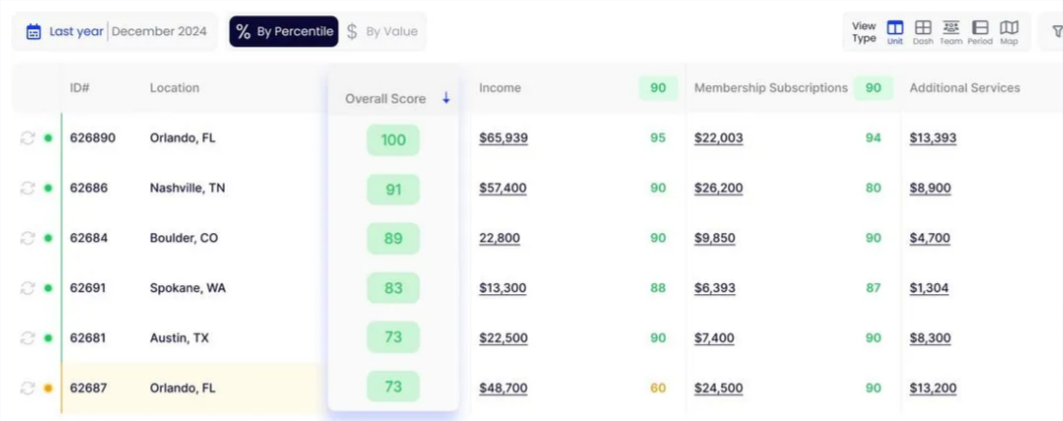 Last year December 2024 % By Percentile $ By Value View Type Unit Dash Team Period Map
ID# Location Overall Score ↓ Income 90 Membership Subscriptions 90 Additional Services
626890 Orlando, FL 100 $65,939 95 $22,003 94 $13,393
62686 Nashville, TN 91 $57,400 90 $26,200 80 $8,900
62684 Boulder, CO 89 22,800 90 $9,850 90 $4,700
62691 Spokane, WA 83 $13,300 88 $6,393 87 $1,304
62681 Austin, TX 73 $22,500 90 $7,400 90 $8,300
62687 Orlando, FL 73 $48,700 60 $24,500 90 $13,200